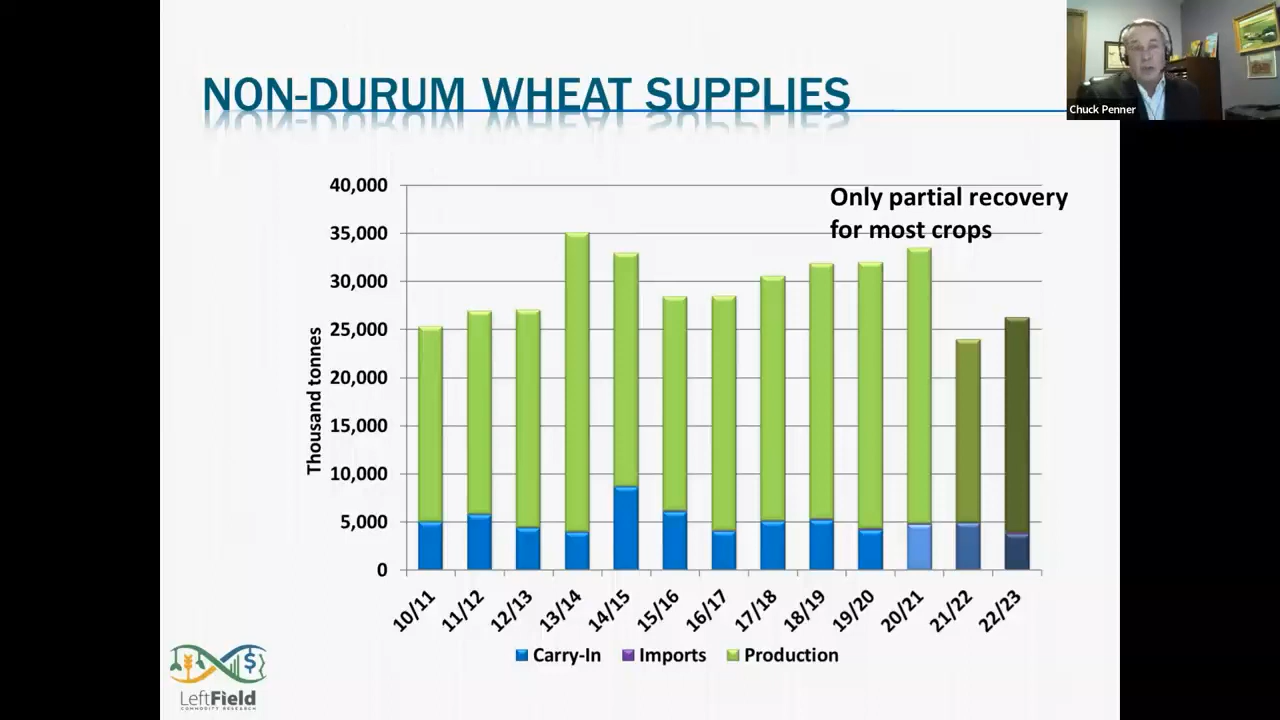 NON-DURUM WHEAT SUPPLIES
Chuck Penner
Only partial recovery
for most crops
Thousand tonnes
40,000
35,000
30,000
25,000
20,000
15,000
10,000
5,000
0
10/11
11/12
12/13
13/14
14/15
15/16
16/17
17/18
18/19
19/20
20/21
21/22
22/23
Carry-In
Imports
Production
LeftField
COMMODITY RESEARCH